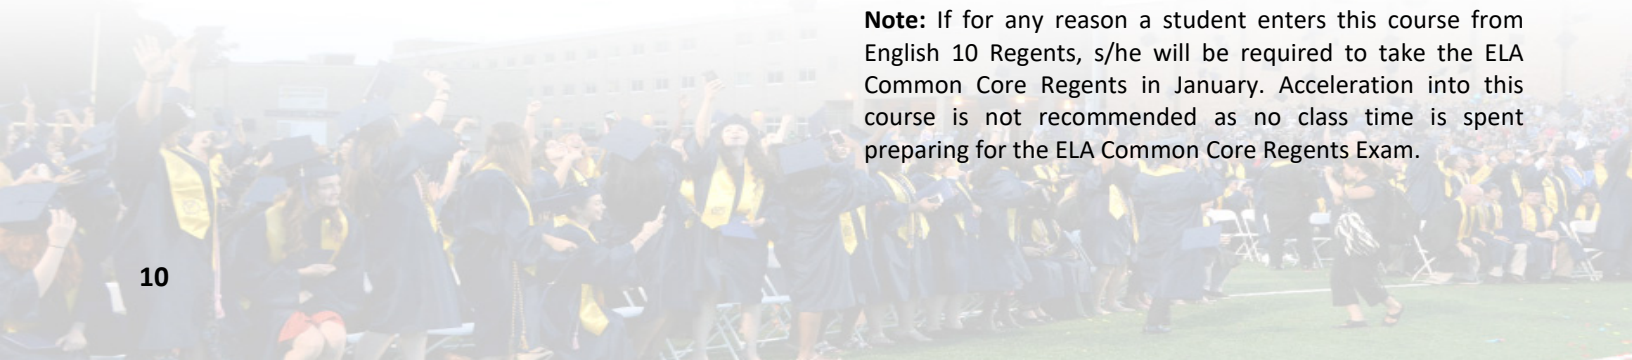 Note: If for any reason a student enters this course from
English 10 Regents, s/he will be required to take the ELA
Common Core Regents in January. Acceleration into this
course is not recommended as no class time is spent
preparing for the ELA Common Core Regents Exam.
10